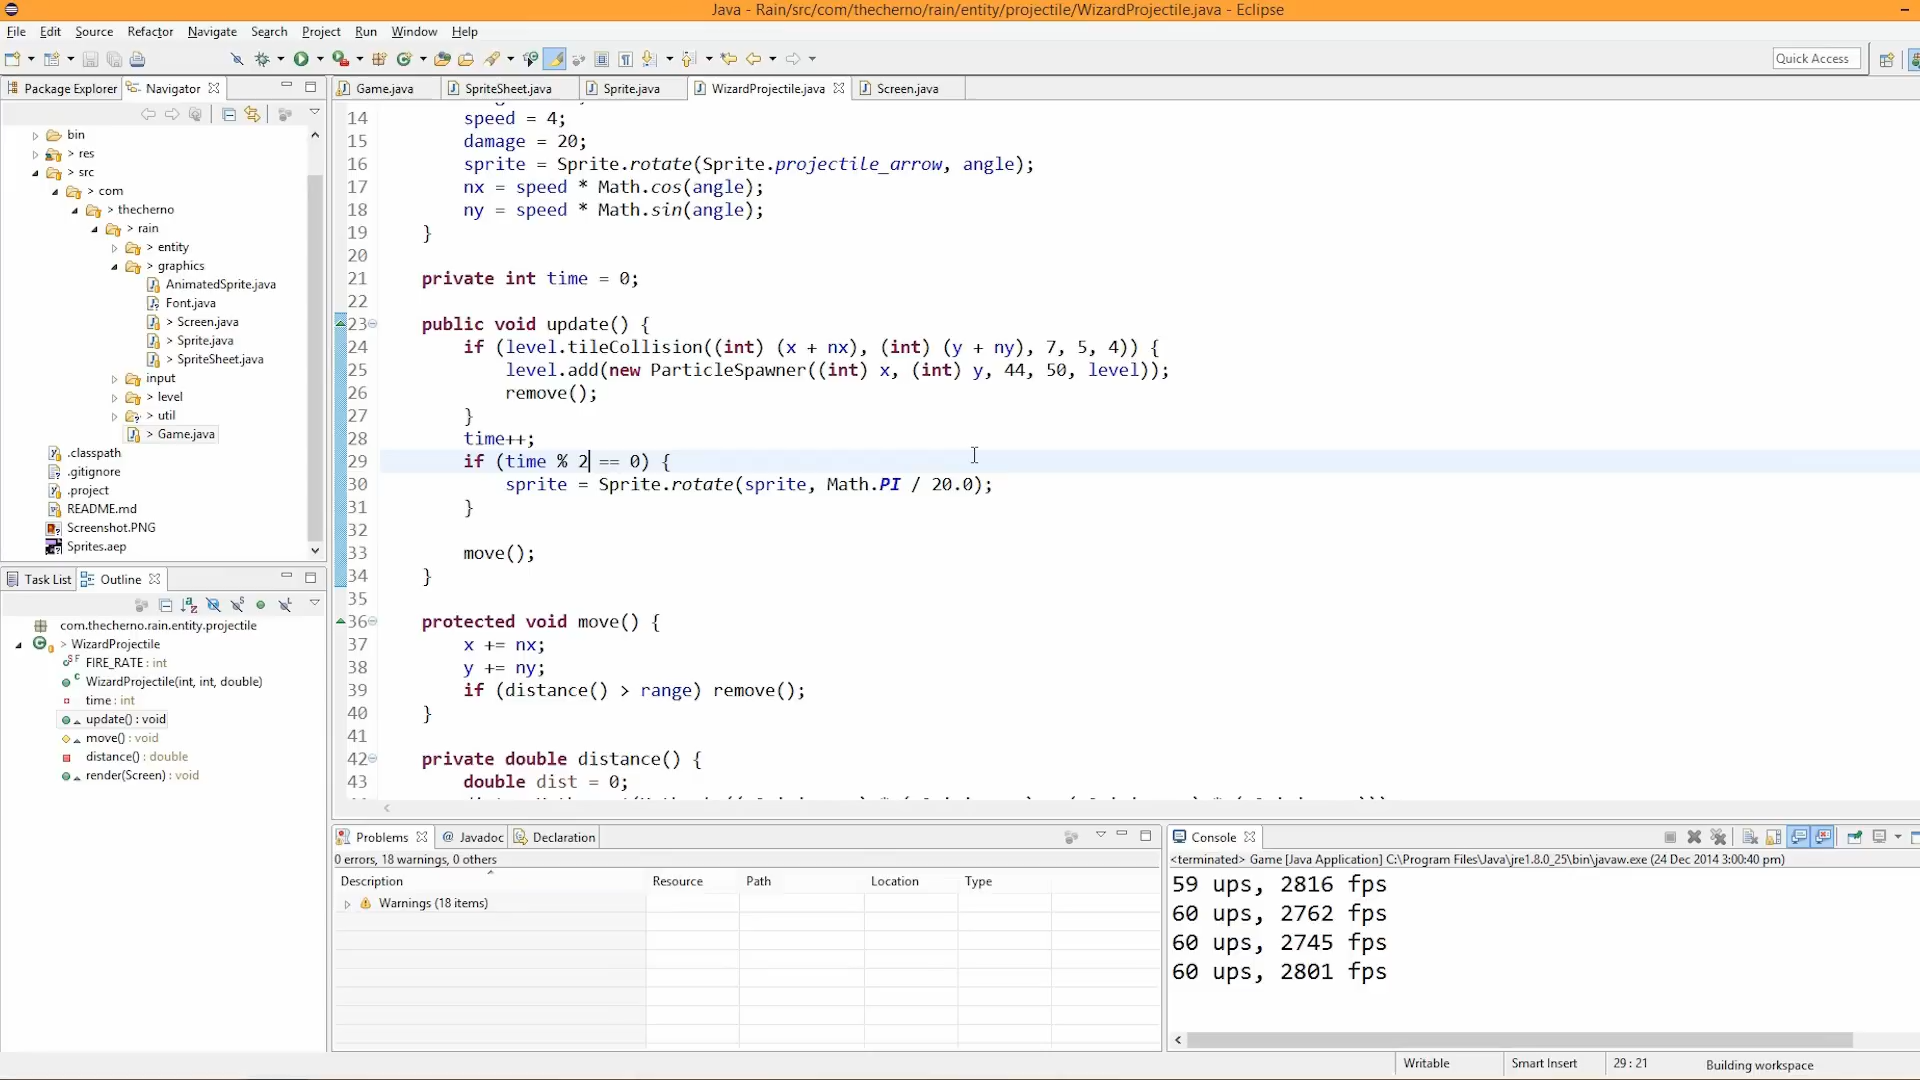 Java - Rain/src/com/thecherno/rain/entity/projectile/WizardProjectile.java - Eclipse
File Edit Source Refactor Navigate Search Project Run Window Help
Quick Access
Package Explorer Navigator
bin
> res
> src
> com
> thecherno
> rain
> entity
> graphics
AnimatedSprite.java
Font.java
> Screen.java
> Sprite.java
> SpriteSheet.java
input
> level
> util
> Game.java
.classpath
.gitignore
.project
README.md
Screenshot.PNG
Sprites.aep
Task List Outline
com.thecherno.rain.entity.projectile
> WizardProjectile
FIRE_RATE : int
WizardProjectile(int, int, double)
time : int
update() : void
move() : void
distance() : double
render(Screen) : void
Game.java SpriteSheet.java Sprite.java WizardProjectile.java Screen.java
14 speed = 4;
15 damage = 20;
16 sprite = Sprite.rotate(Sprite.projectile_arrow, angle);
17 nx = speed * Math.cos(angle);
18 ny = speed * Math.sin(angle);
19 }
20
21 private int time = 0;
22
23 public void update() {
24 if (level.tileCollision((int) (x + nx), (int) (y + ny), 7, 5, 4)) {
25 level.add(new ParticleSpawner((int) x, (int) y, 44, 50, level));
26 remove();
27 }
28 time++;
29 if (time % 2 == 0) {
30 sprite = Sprite.rotate(sprite, Math.PI / 20.0);
31 }
32
33 move();
34 }
35
36 protected void move() {
37 x += nx;
38 y += ny;
39 if (distance() > range) remove();
40 }
41
42 private double distance() {
43 double dist = 0;
Problems @ Javadoc Declaration
0 errors, 18 warnings, 0 others
Description Resource Path Location Type
Warnings (18 items)
Console
<terminated> Game [Java Application] C:\Program Files\Java\jre1.8.0_25\bin\javaw.exe (24 Dec 2014 3:00:40 pm)
59 ups, 2816 fps
60 ups, 2762 fps
60 ups, 2745 fps
60 ups, 2801 fps
Writable Smart Insert 29 : 21 Building workspace